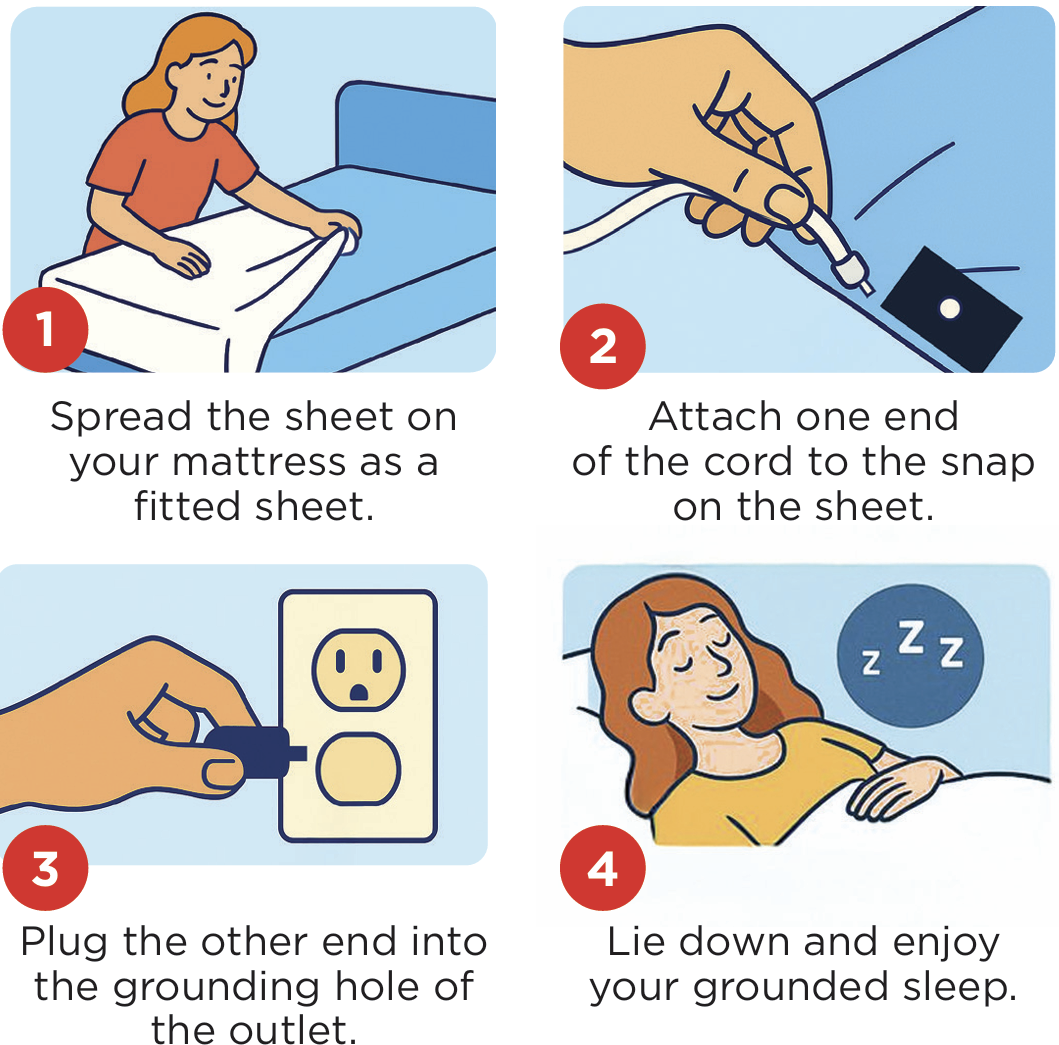 1
Spread the sheet on
your mattress as a
fitted sheet.
2
Attach one end
of the cord to the snap
on the sheet.
3
Plug the other end into
the grounding hole of
the outlet.
z z z
4
Lie down and enjoy
your grounded sleep.